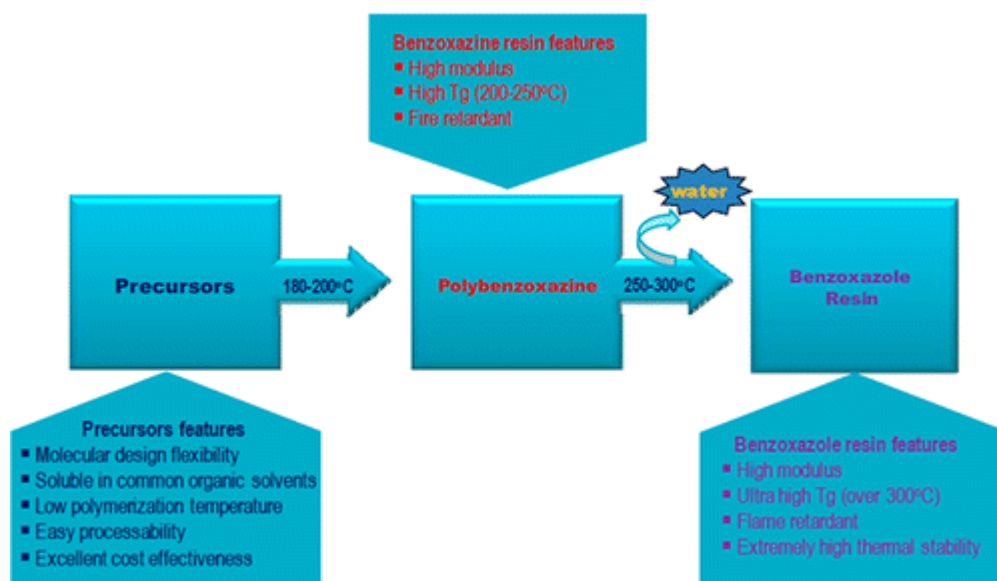 Benzoxazine resin features
▪ High modulus
▪ High Tg (200-250ºC)
▪ Fire retardant
water
Precursors
180-200ºC
Polybenzoxazine
250-300ºC
Benzoxazole
Resin
Precursors features
▪ Molecular design flexibility
▪ Soluble in common organic solvents
▪ Low polymerization temperature
▪ Easy processability
▪ Excellent cost effectiveness
Benzoxazole resin features
▪ High modulus
▪ Ultra high Tg (over 300ºC)
▪ Flame retardant
▪ Extremely high thermal stability